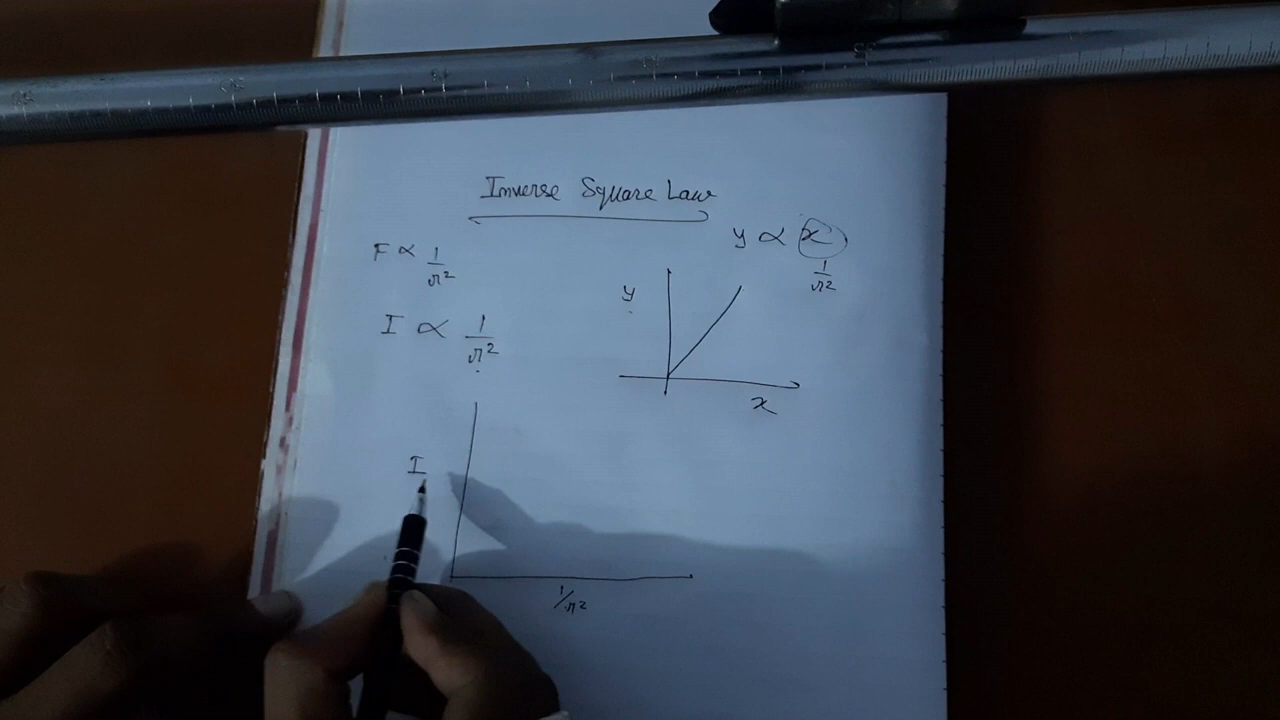 Inverse Square Law
F ∝ 1/r²
y ∝ x
1/r²
I ∝ 1/r²
y
x
I
1/r²